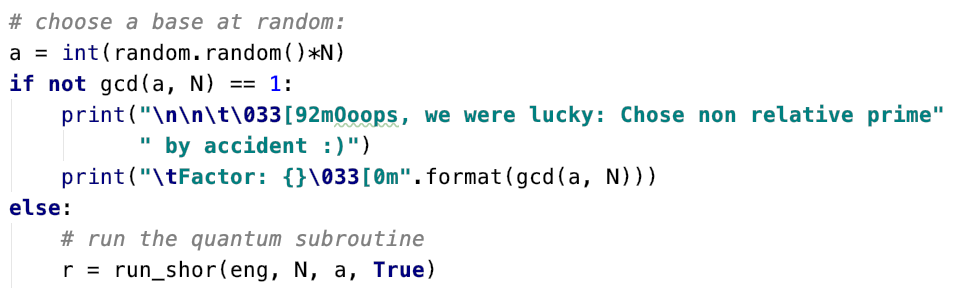 # choose a base at random:
a = int(random.random()*N)
if not gcd(a, N) == 1:
    print("\n\n\t\033[92mOoops, we were lucky: Chose non relative prime"
          " by accident :)")
    print("\tFactor: {}\033[0m".format(gcd(a, N)))
else:
    # run the quantum subroutine
    r = run_shor(eng, N, a, True)